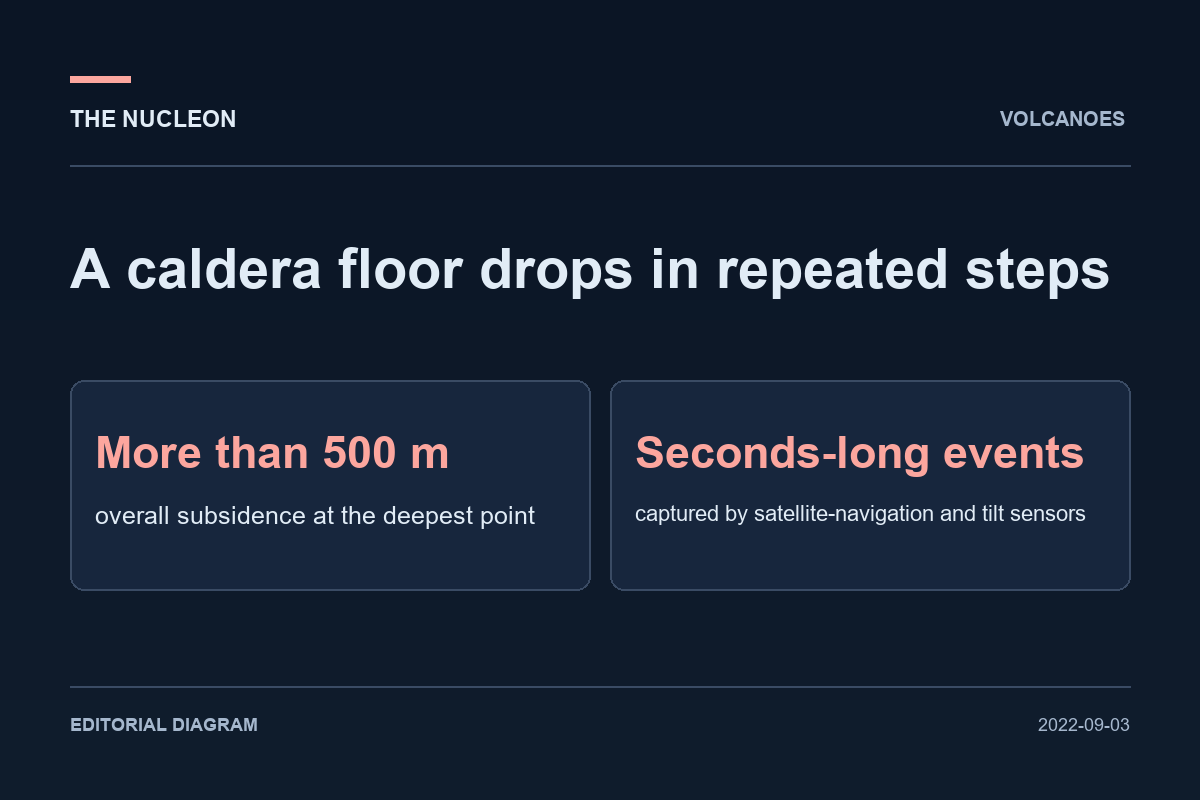 THE NUCLEON
VOLCANOES
A caldera floor drops in repeated steps
More than 500 m
overall subsidence at the deepest point
Seconds-long events
captured by satellite-navigation and tilt sensors
EDITORIAL DIAGRAM
2022-09-03